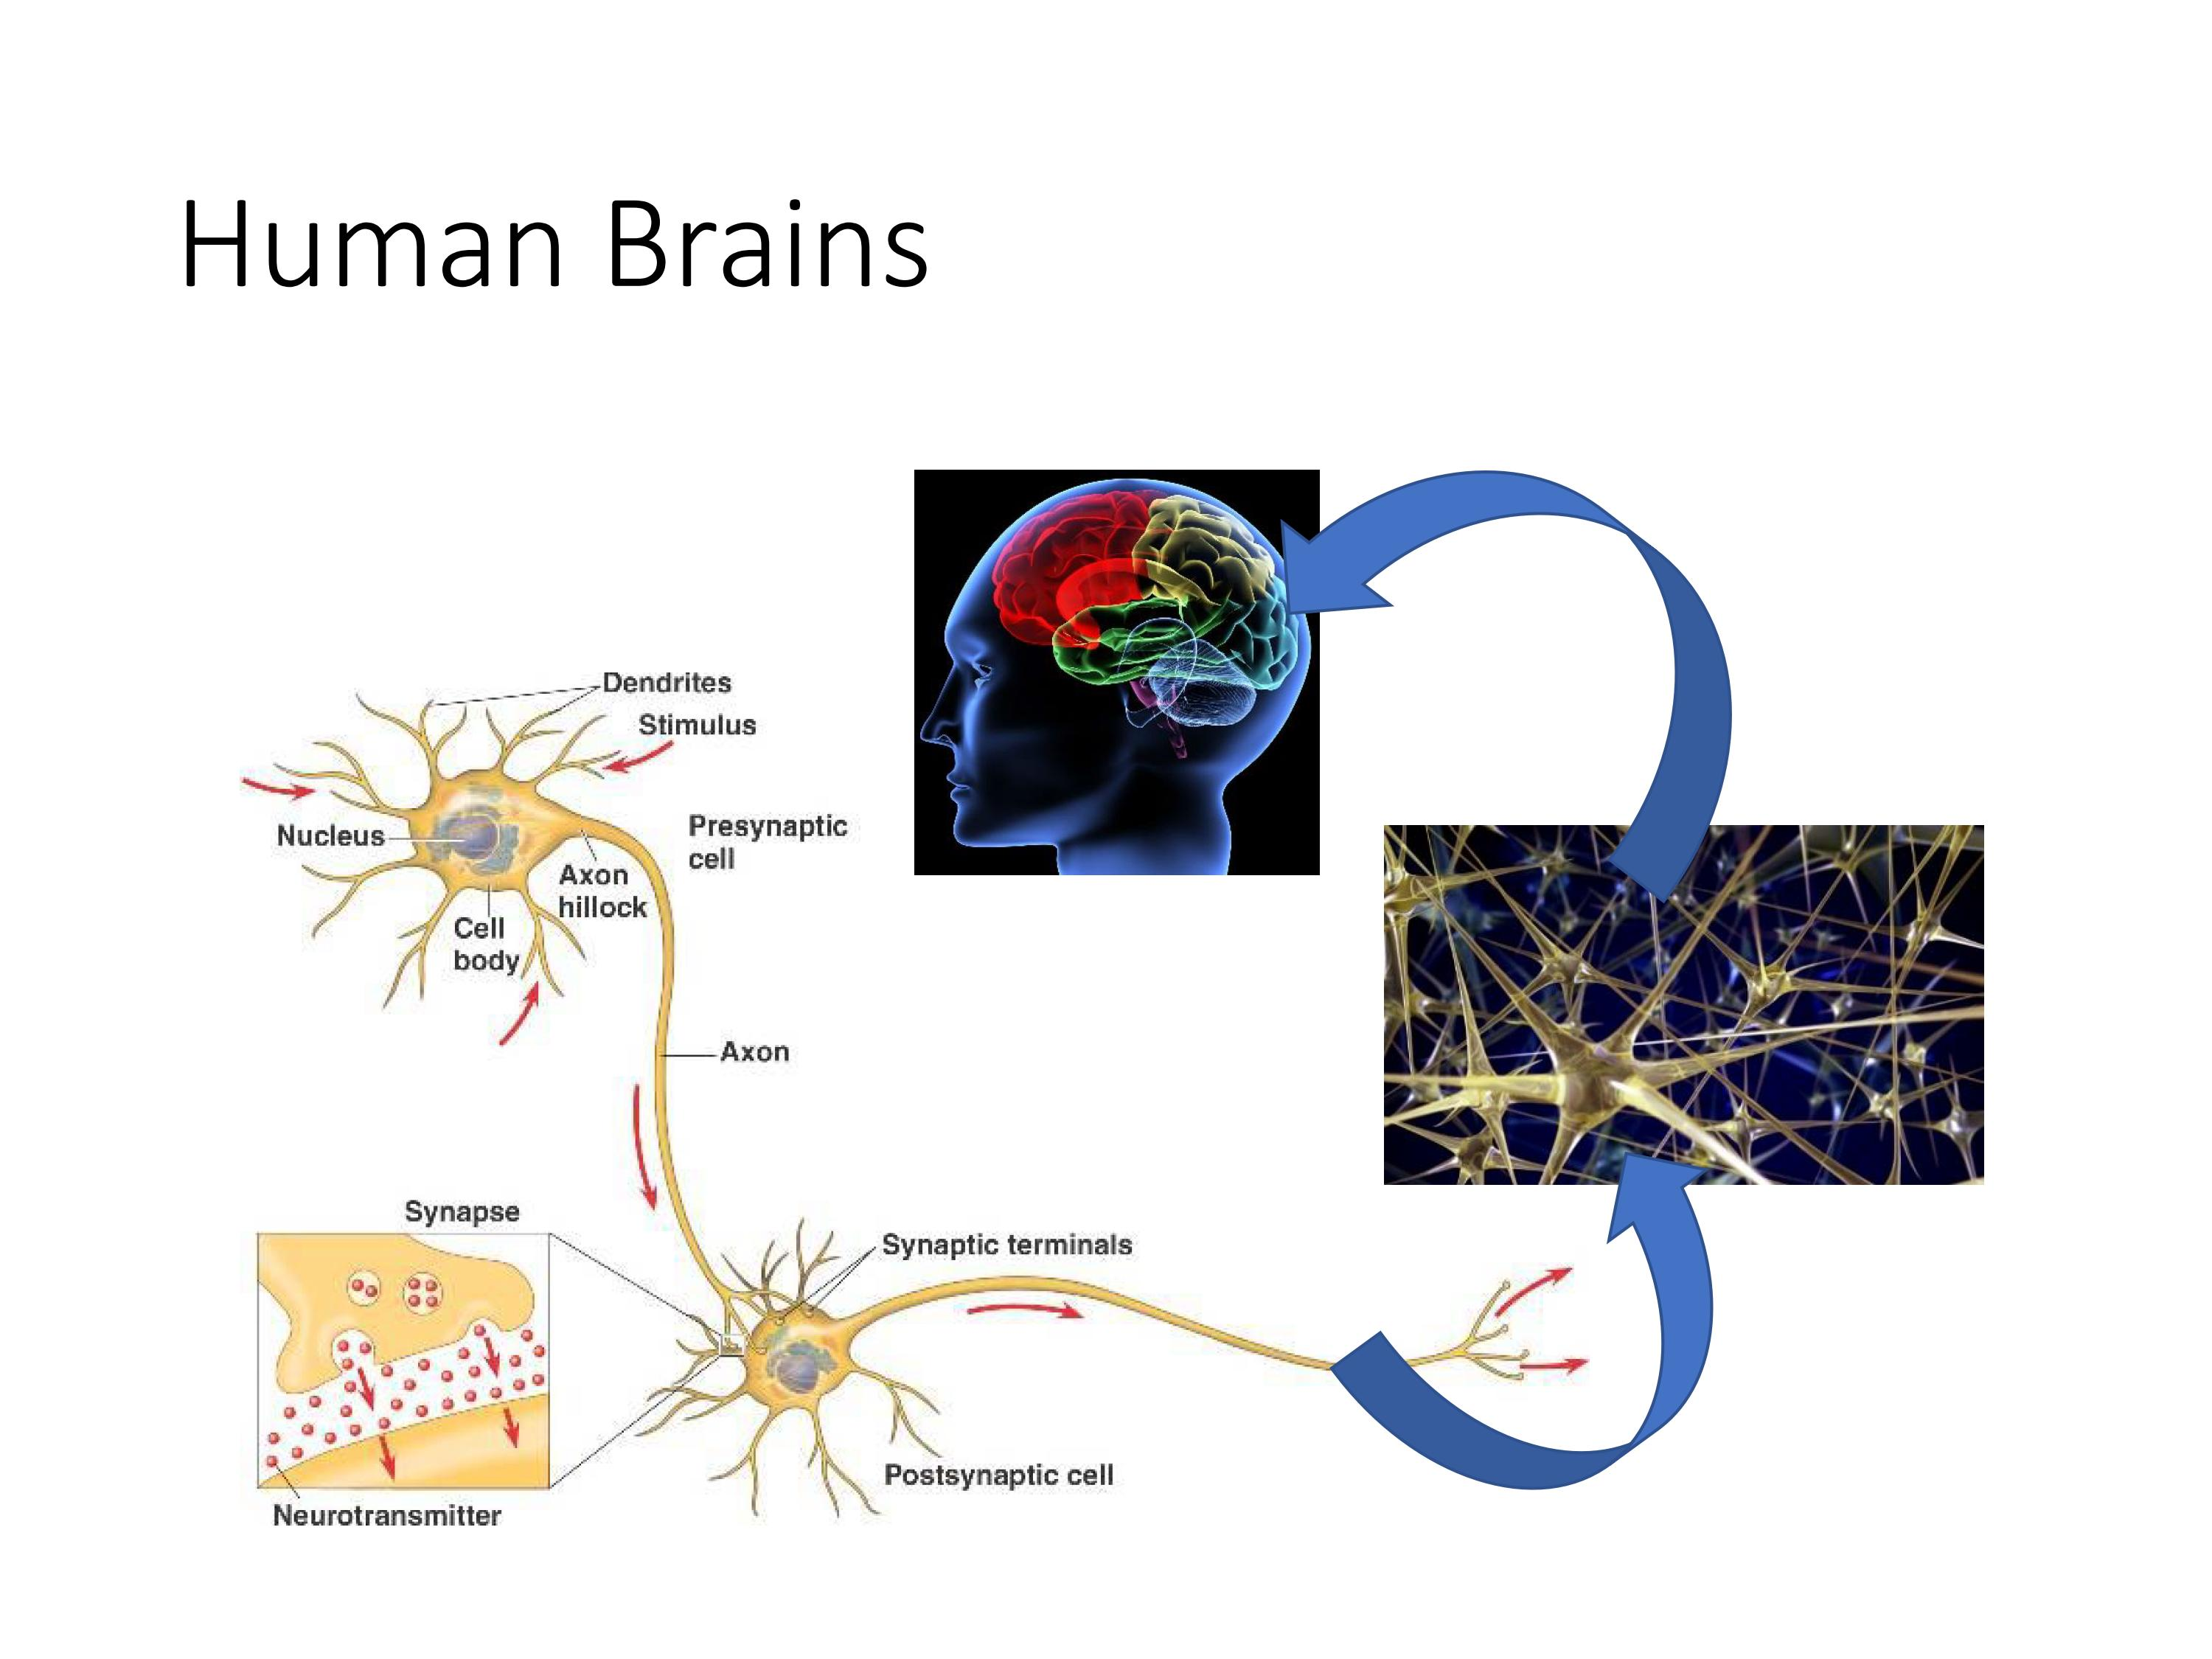 Human Brains
Dendrites
Stimulus
Nucleus
Presynaptic
cell
Axon
hillock
Cell
body
Axon
Synapse
Synaptic terminals
Postsynaptic cell
Neurotransmitter